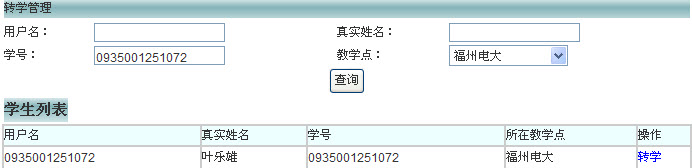 转学管理
用户名： 真实姓名：
学号： 0935001251072 教学点： 福州电大
查询
学生列表
用户名 真实姓名 学号 所在教学点 操作
0935001251072 叶乐雄 0935001251072 福州电大 转学